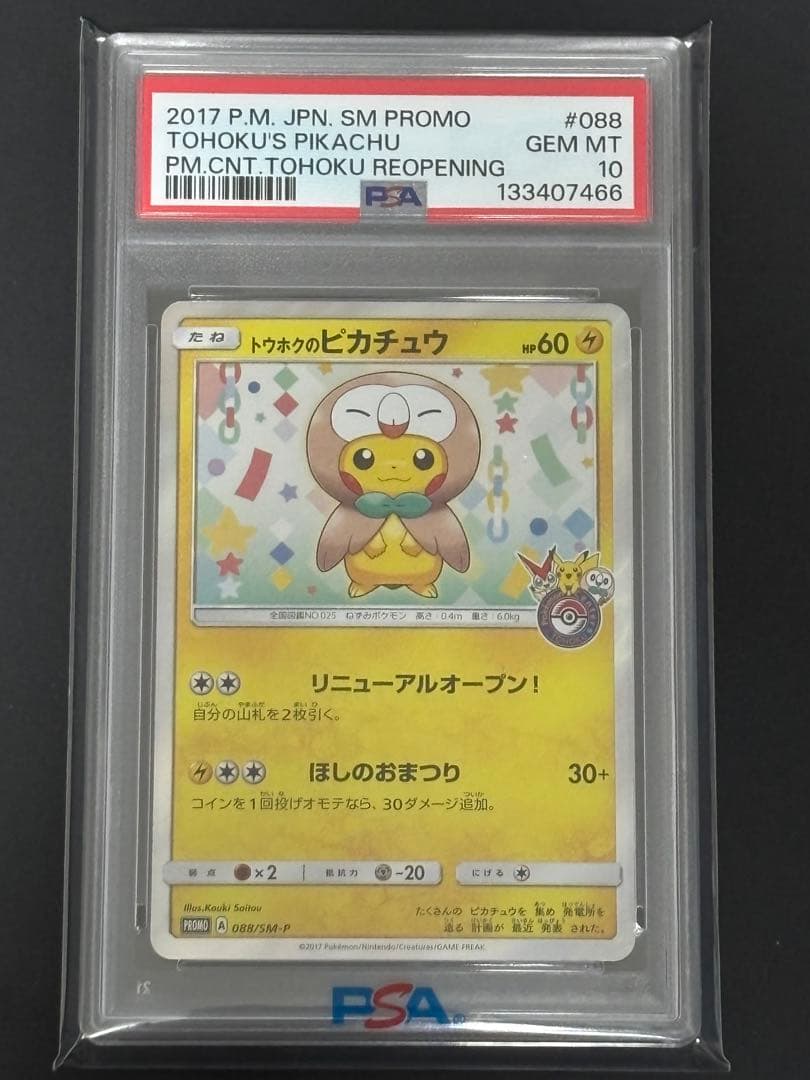 2017 P.M. JPN. SM PROMO #088
TOHOKU'S PIKACHU GEM MT
PM.CNT.TOHOKU REOPENING 10
PSA 133407466
たね トウホクのピカチュウ HP60
全国図鑑NO.025 ねずみポケモン 高さ:0.4m 重さ:6.0kg
リニューアルオープン!
自分の山札を2枚引く。
ほしのおまつり 30+
コインを1回投げオモテなら、30ダメージ追加。
弱点 ×2 抵抗力 -20 にげる
Illus.Kouki Saitou
たくさんの ピカチュウを 集め 発電所を
造る 計画が 最近 発表 された。
PROMO A 088/SM-P
©2017 Pokémon/Nintendo/Creatures/GAME FREAK
PSA